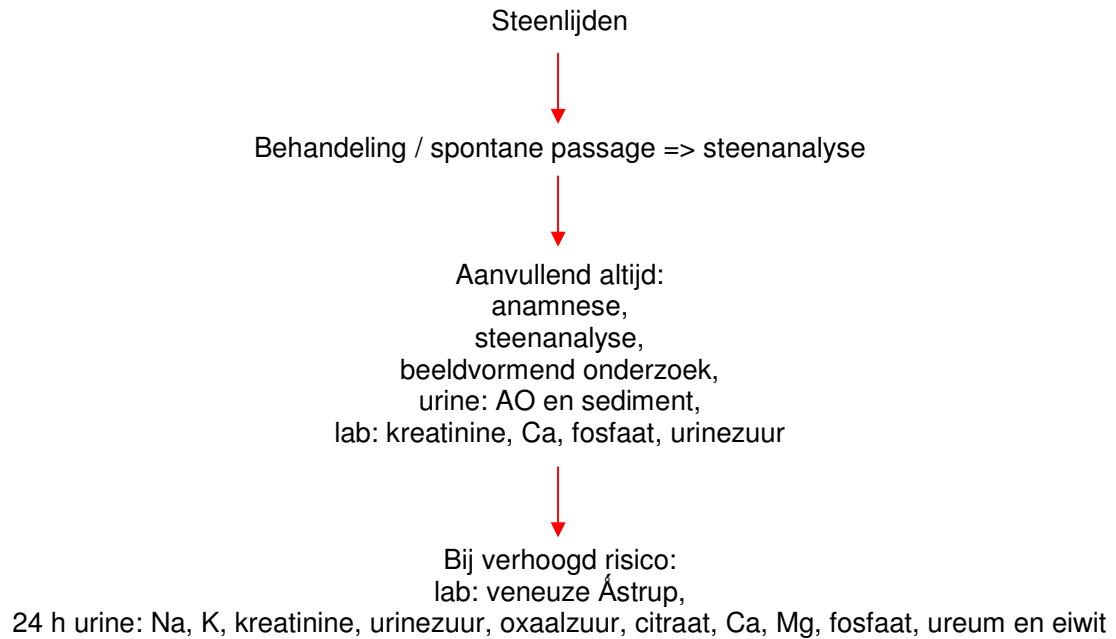 Steenlijden
Behandeling / spontane passage => steenanalyse
Aanvullend altijd:
anamnese,
steenanalyse,
beeldvormend onderzoek,
urine: AO en sediment,
lab: kreatinine, Ca, fosfaat, urinezuur
Bij verhoogd risico:
lab: veneuze Ǻstrup,
24 h urine: Na, K, kreatinine, urinezuur, oxaalzuur, citraat, Ca, Mg, fosfaat, ureum en eiwit